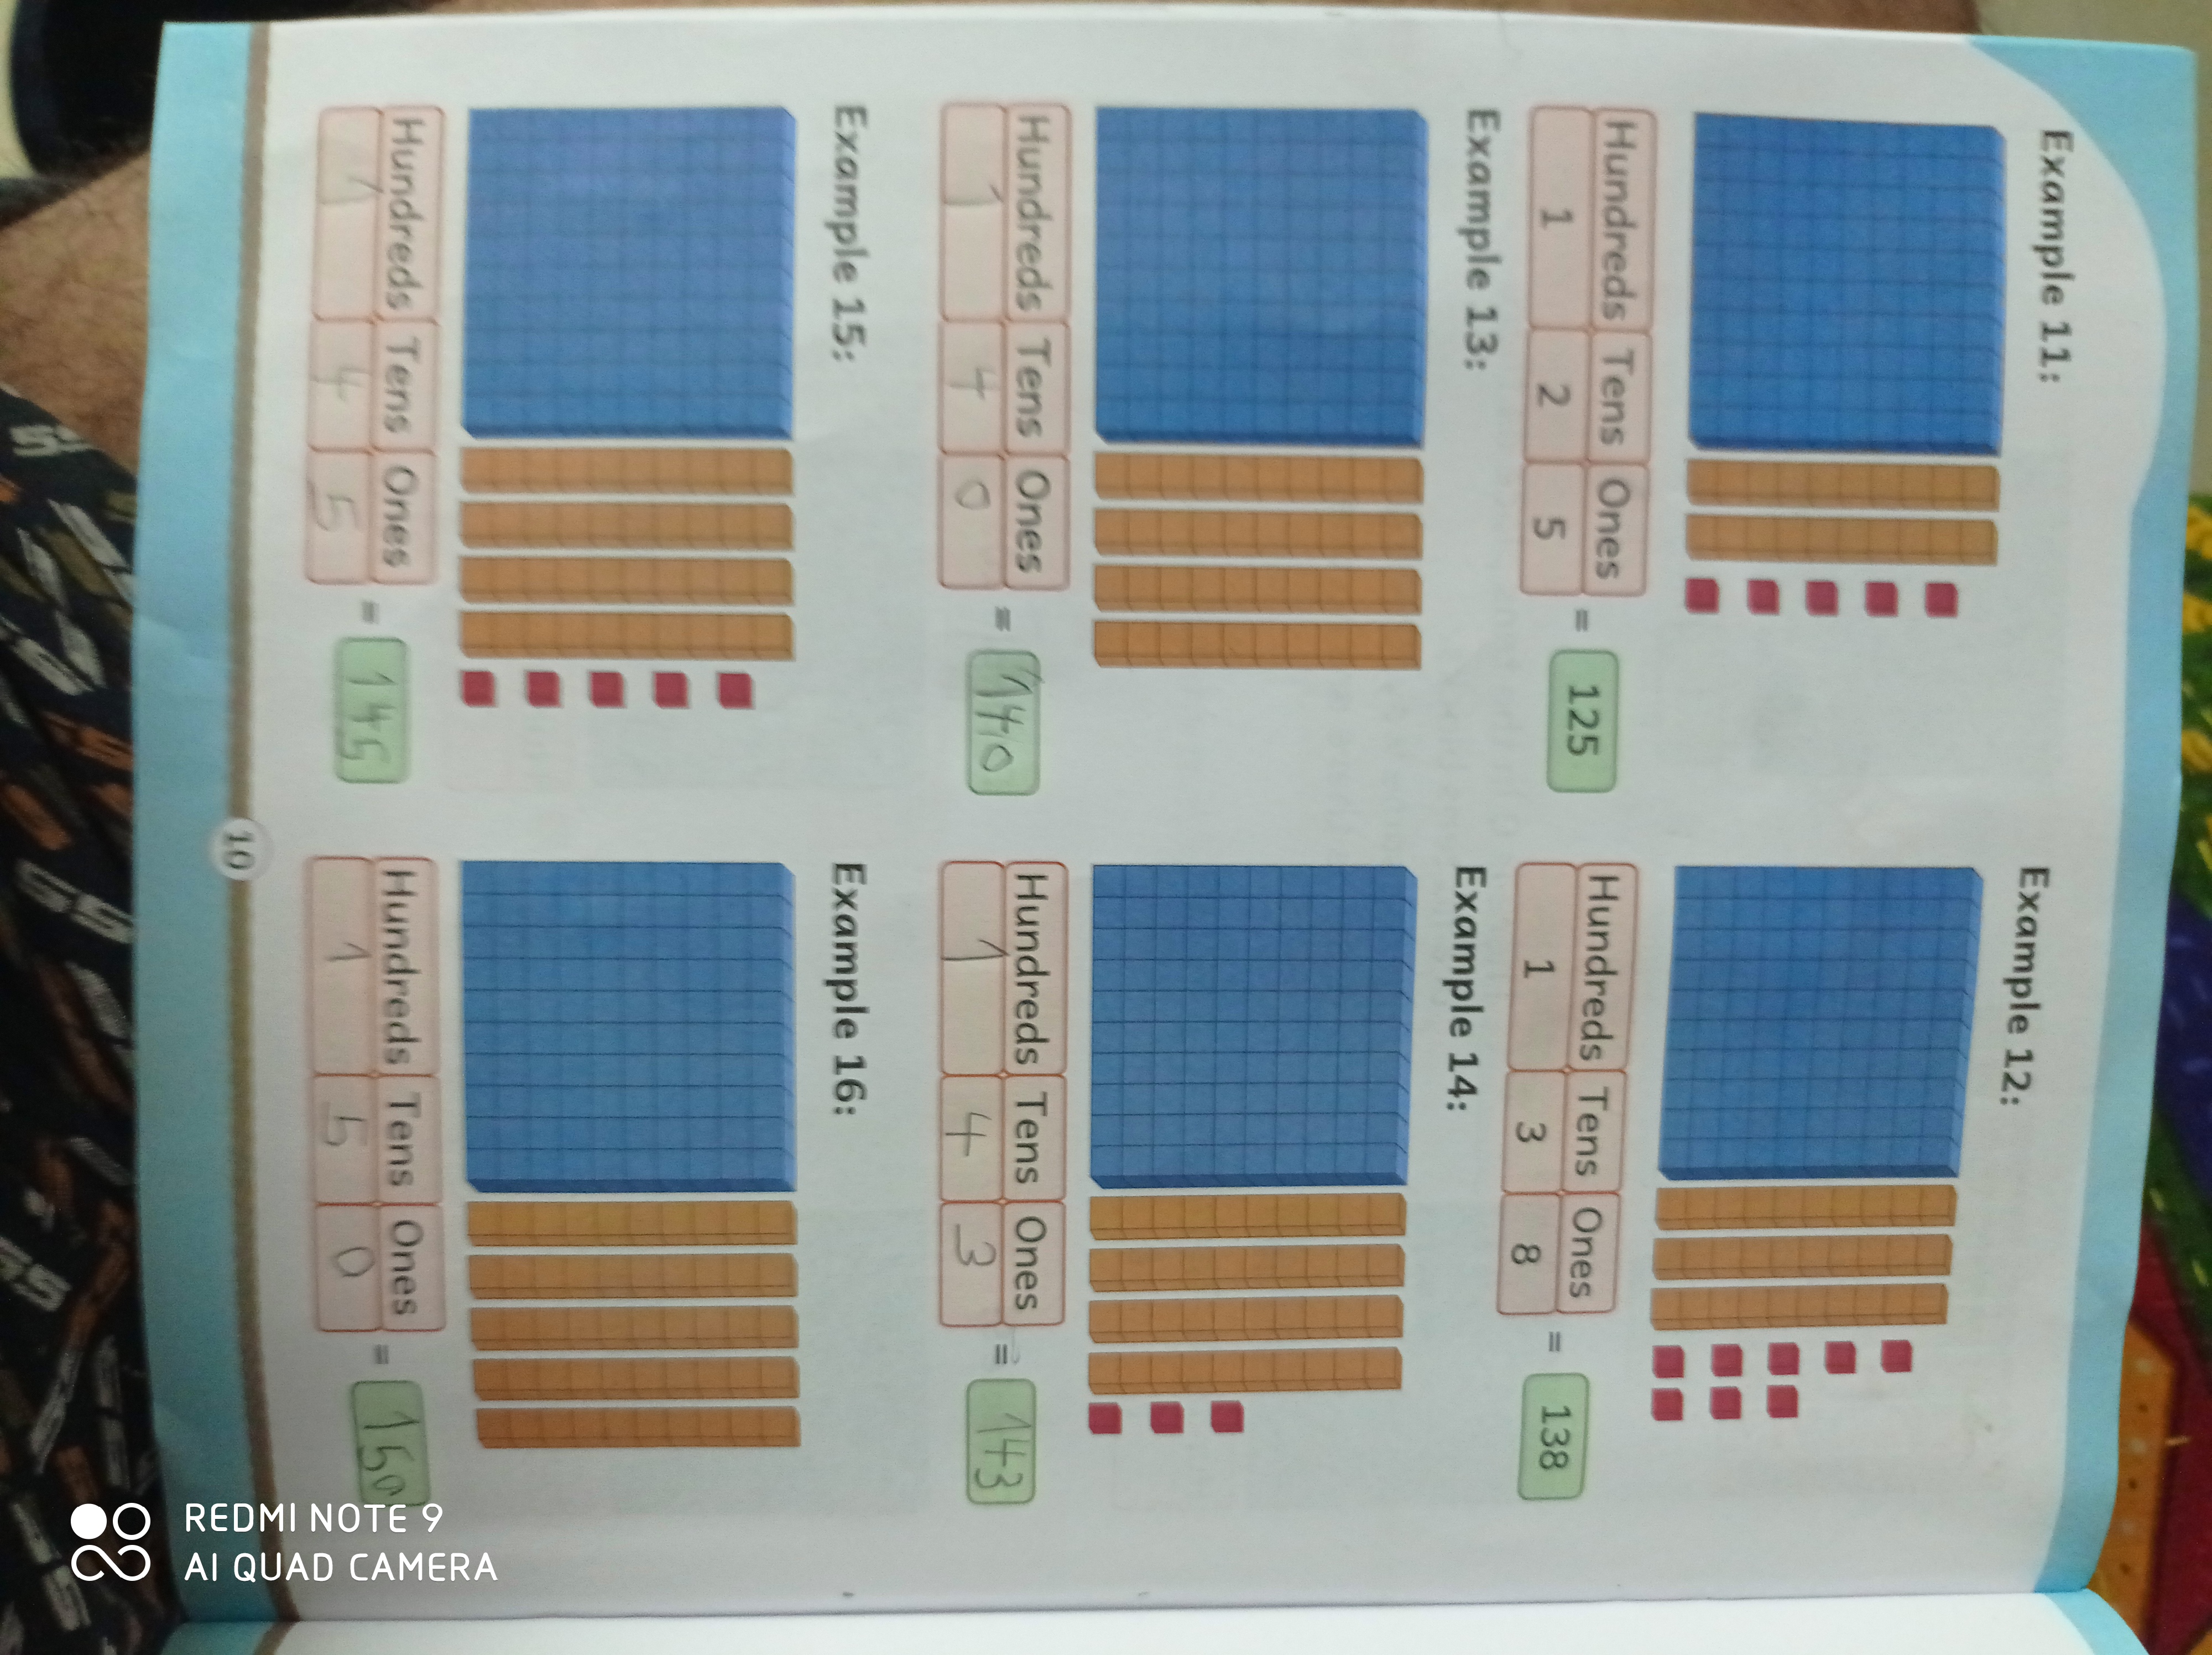 Example 11:
Hundreds Tens Ones
1 2 5 = 125
Example 12:
Hundreds Tens Ones
1 3 8 = 138
Example 13:
Hundreds Tens Ones
1 4 0 = 140
Example 14:
Hundreds Tens Ones
1 4 3 = 143
Example 15:
Hundreds Tens Ones
1 4 5 = 145
Example 16:
Hundreds Tens Ones
1 5 0 = 150
10
REDMI NOTE 9
AI QUAD CAMERA